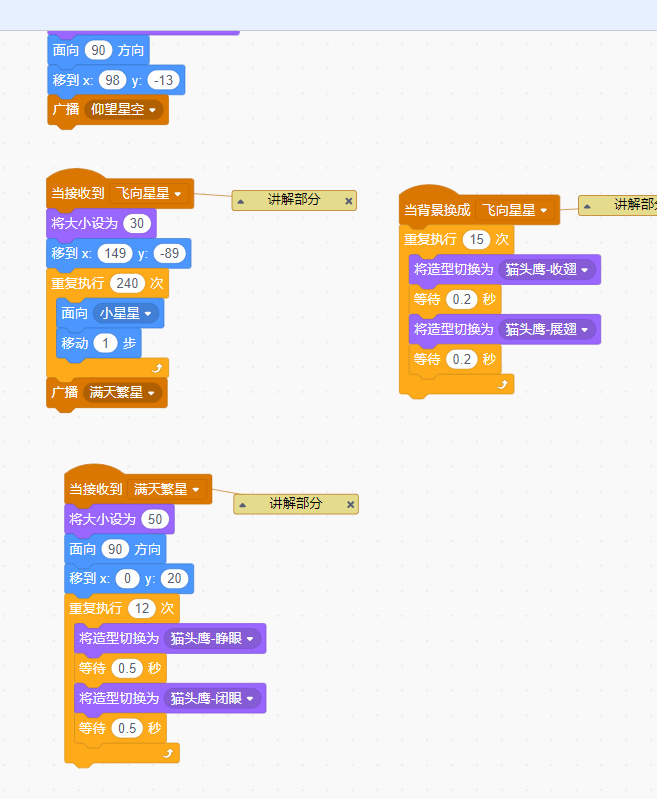 面向 90 方向
移到 x: 98 y: -13
广播 仰望星空
当接收到 飞向星星
讲解部分
将大小设为 30
移到 x: 149 y: -89
重复执行 240 次
面向 小星星
移动 1 步
广播 满天繁星
当背景换成 飞向星星
讲解部
重复执行 15 次
将造型切换为 猫头鹰-收翅
等待 0.2 秒
将造型切换为 猫头鹰-展翅
等待 0.2 秒
当接收到 满天繁星
讲解部分
将大小设为 50
面向 90 方向
移到 x: 0 y: 20
重复执行 12 次
将造型切换为 猫头鹰-睁眼
等待 0.5 秒
将造型切换为 猫头鹰-闭眼
等待 0.5 秒